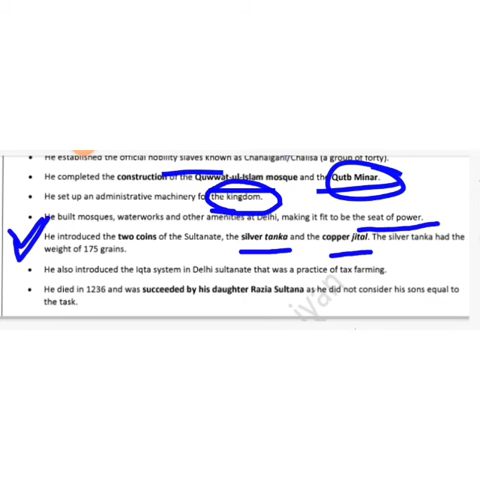 He established the official nobility slaves known as Chahalgani/Chalisa (a group of forty).
• He completed the construction of the Quwwat-ul-Islam mosque and the Qutb Minar.
• He set up an administrative machinery for the kingdom.
• He built mosques, waterworks and other amenities at Delhi, making it fit to be the seat of power.
He introduced the two coins of the Sultanate, the silver tanka and the copper jital. The silver tanka had the
weight of 175 grains.
• He also introduced the Iqta system in Delhi sultanate that was a practice of tax farming.
• He died in 1236 and was succeeded by his daughter Razia Sultana as he did not consider his sons equal to
the task.